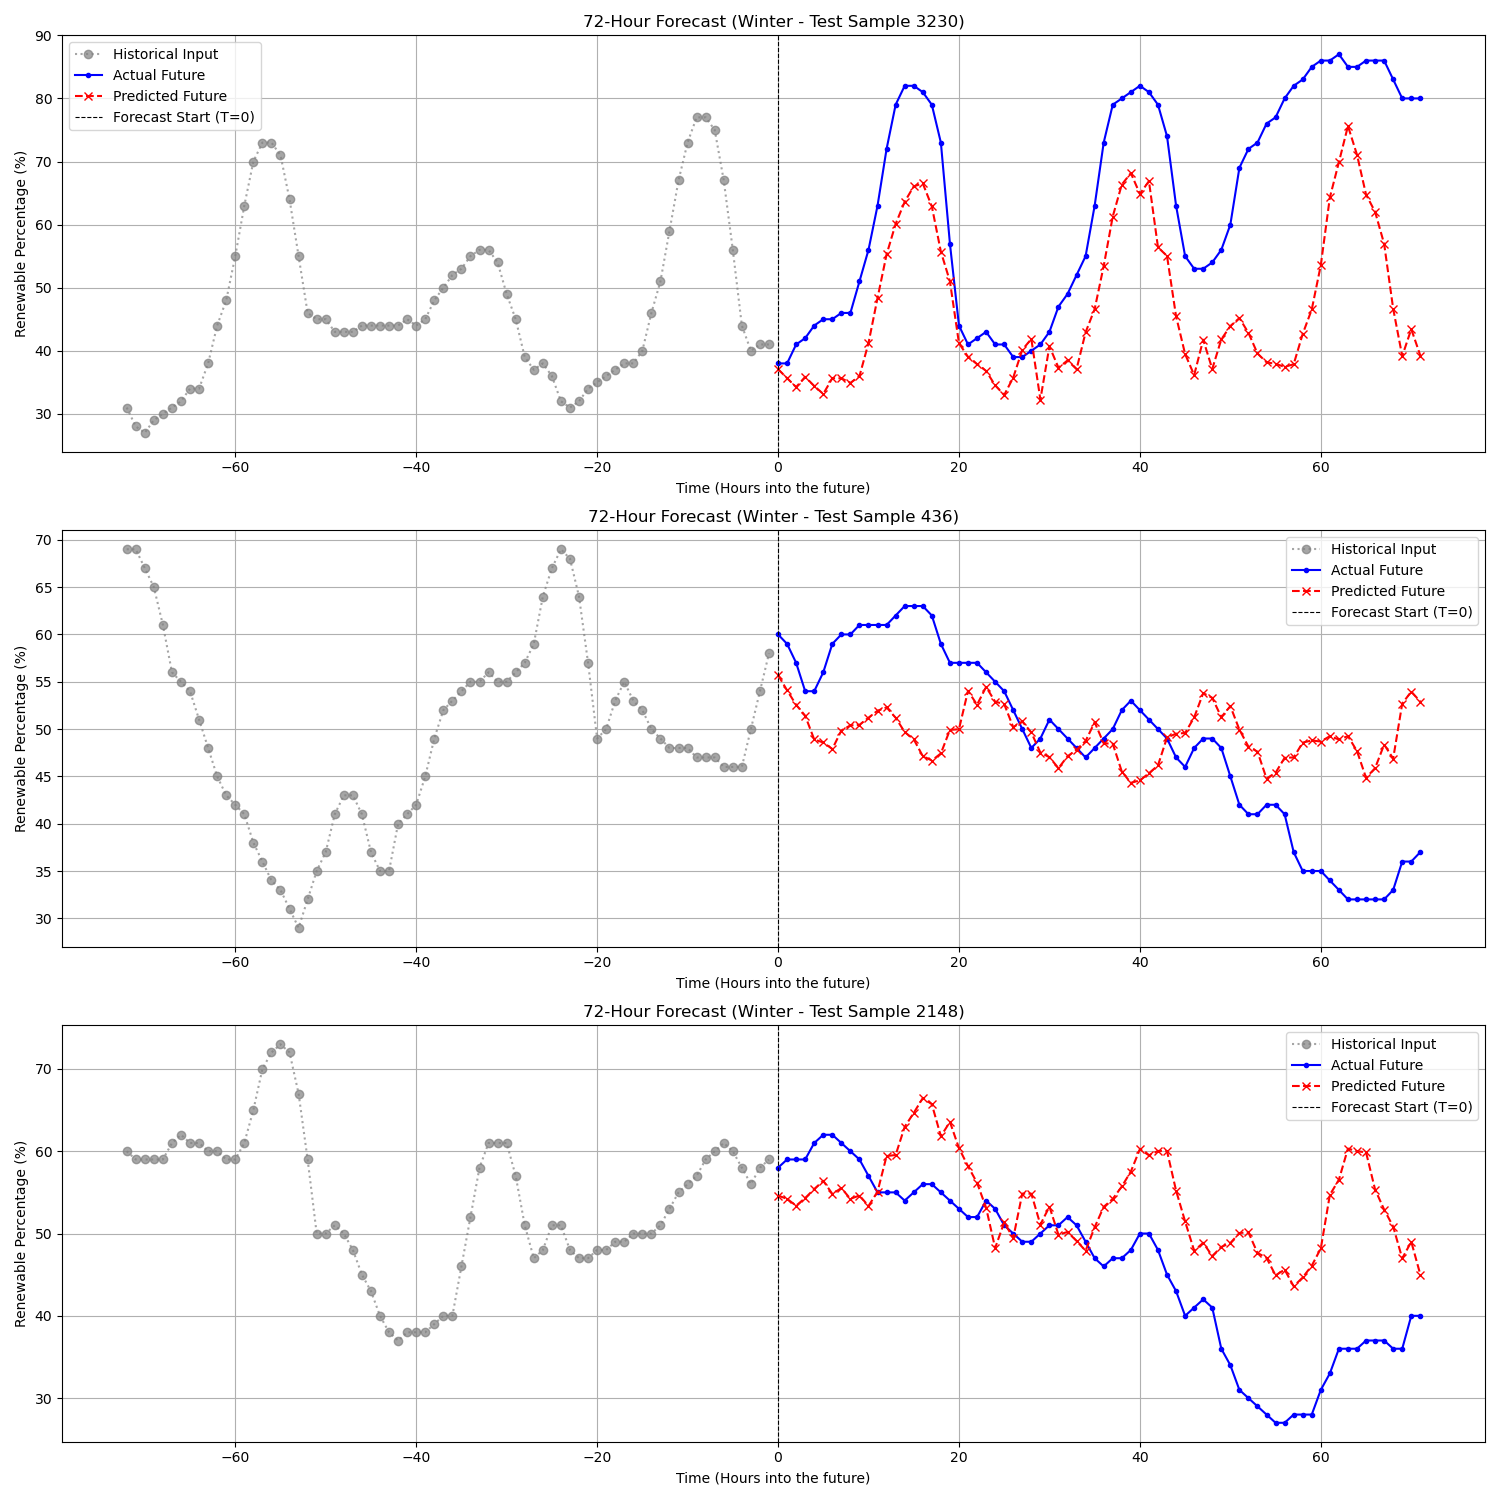 72-Hour Forecast (Winter - Test Sample 3230)
Historical Input
Actual Future
Predicted Future
Forecast Start (T=0)
Renewable Percentage (%)
90
80
70
60
50
40
30
−60
−40
−20
0
20
40
60
Time (Hours into the future)
72-Hour Forecast (Winter - Test Sample 436)
Historical Input
Actual Future
Predicted Future
Forecast Start (T=0)
Renewable Percentage (%)
70
65
60
55
50
45
40
35
30
−60
−40
−20
0
20
40
60
Time (Hours into the future)
72-Hour Forecast (Winter - Test Sample 2148)
Historical Input
Actual Future
Predicted Future
Forecast Start (T=0)
Renewable Percentage (%)
70
60
50
40
30
−60
−40
−20
0
20
40
60
Time (Hours into the future)